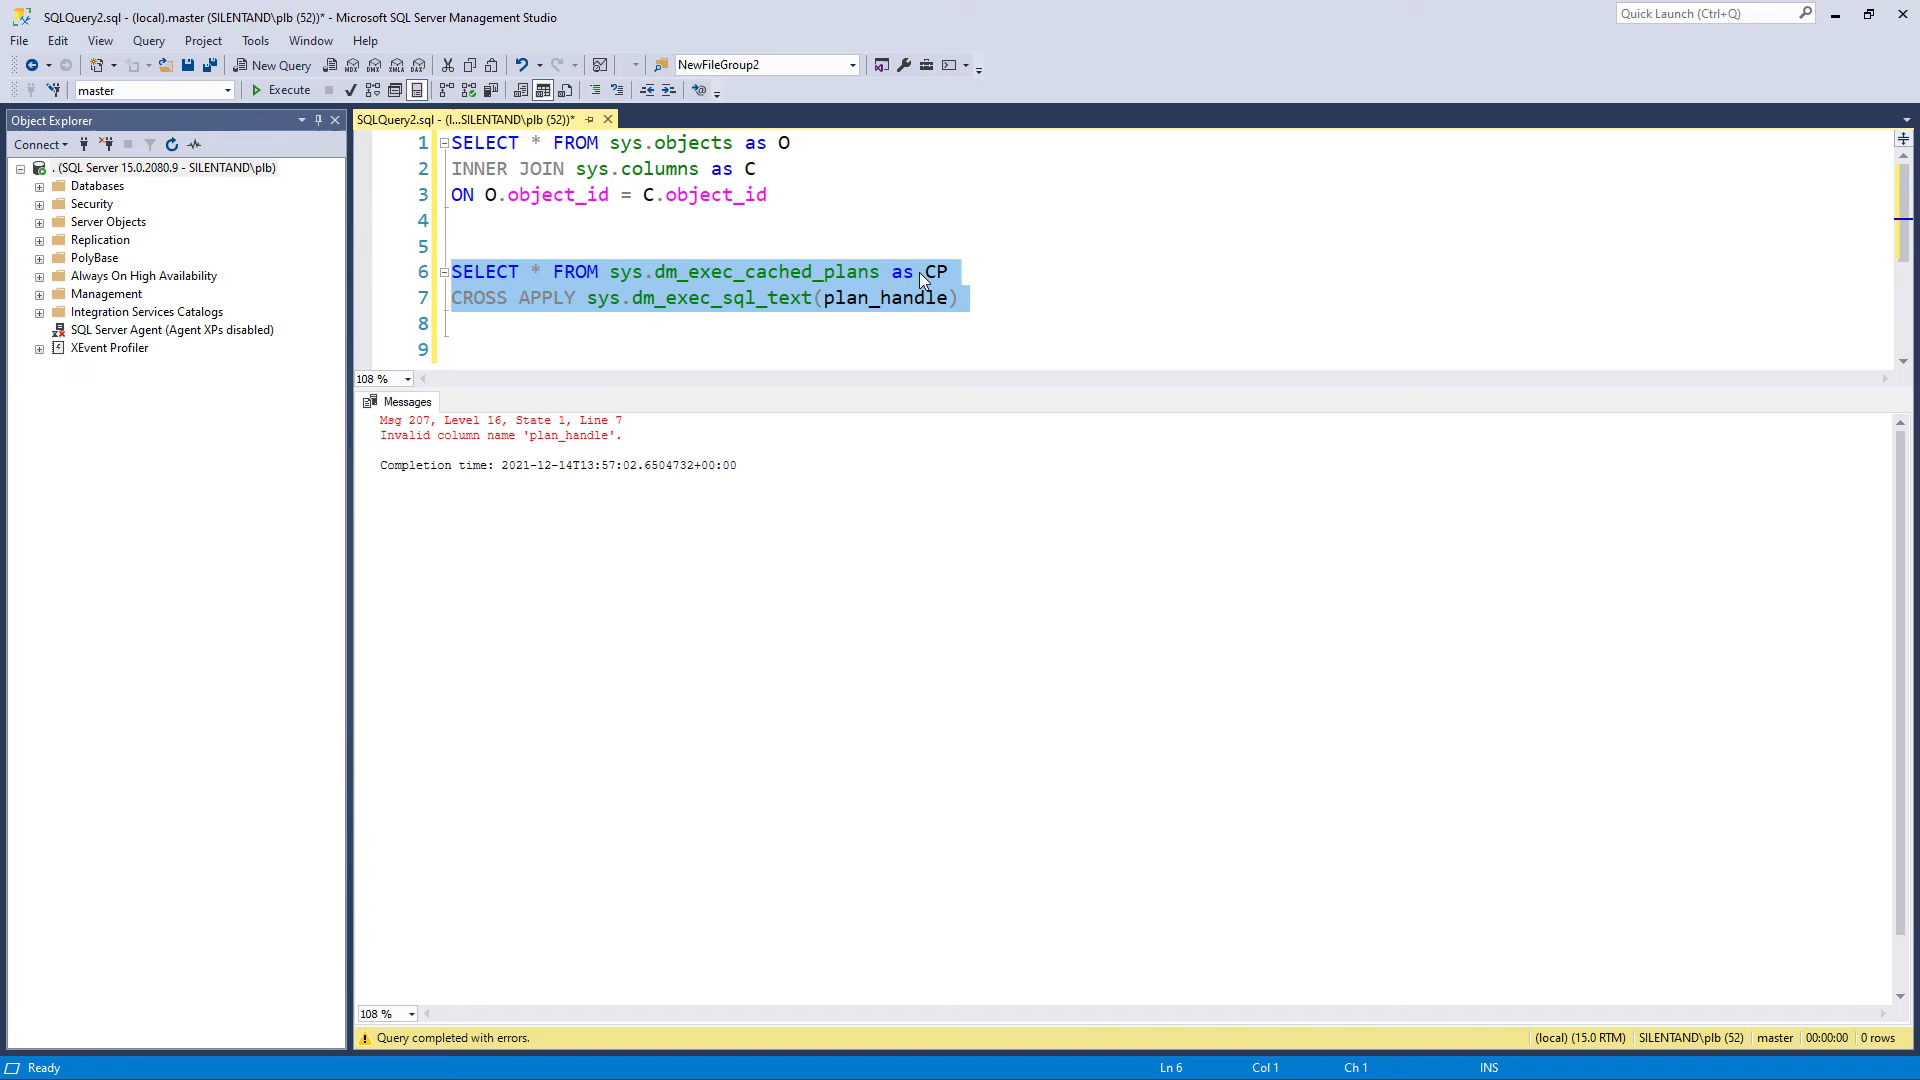 SQLQuery2.sql - (local).master (SILENTAND\plb (52))* - Microsoft SQL Server Management Studio
Quick Launch (Ctrl+Q)
File Edit View Query Project Tools Window Help
New Query
MDX DMX XMLA DAX
NewFileGroup2
master
Execute
Object Explorer
SQLQuery2.sql - (l...SILENTAND\plb (52))*
Connect
. (SQL Server 15.0.2080.9 - SILENTAND\plb)
Databases
Security
Server Objects
Replication
PolyBase
Always On High Availability
Management
Integration Services Catalogs
SQL Server Agent (Agent XPs disabled)
XEvent Profiler
1 SELECT * FROM sys.objects as O
2 INNER JOIN sys.columns as C
3 ON O.object_id = C.object_id
4
5
6 SELECT * FROM sys.dm_exec_cached_plans as CP
7 CROSS APPLY sys.dm_exec_sql_text(plan_handle)
8
9
108 %
Messages
Msg 207, Level 16, State 1, Line 7
Invalid column name 'plan_handle'.
Completion time: 2021-12-14T13:57:02.6504732+00:00
108 %
Query completed with errors.
(local) (15.0 RTM) SILENTAND\plb (52) master 00:00:00 0 rows
Ready
Ln 6 Col 1 Ch 1 INS